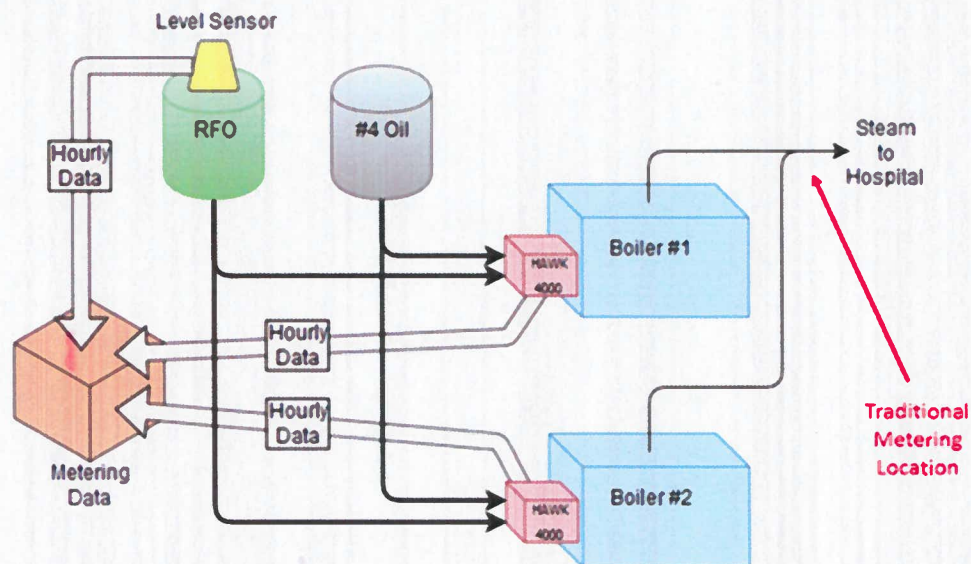 Level Sensor
RFO
#4 Oil
Hourly
Data
Steam
to
Hospital
Boiler #1
HAWK
4000
Hourly
Data
Hourly
Data
Traditional
Metering
Location
Metering
Data
Boiler #2
HAWK
4000